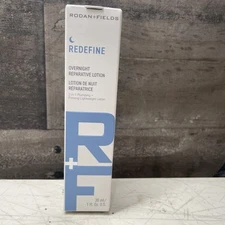 RODAN+FIELDS
REDEFINE
OVERNIGHT
REPARATIVE LOTION
LOTION DE NUIT
RÉPARATRICE
R+F